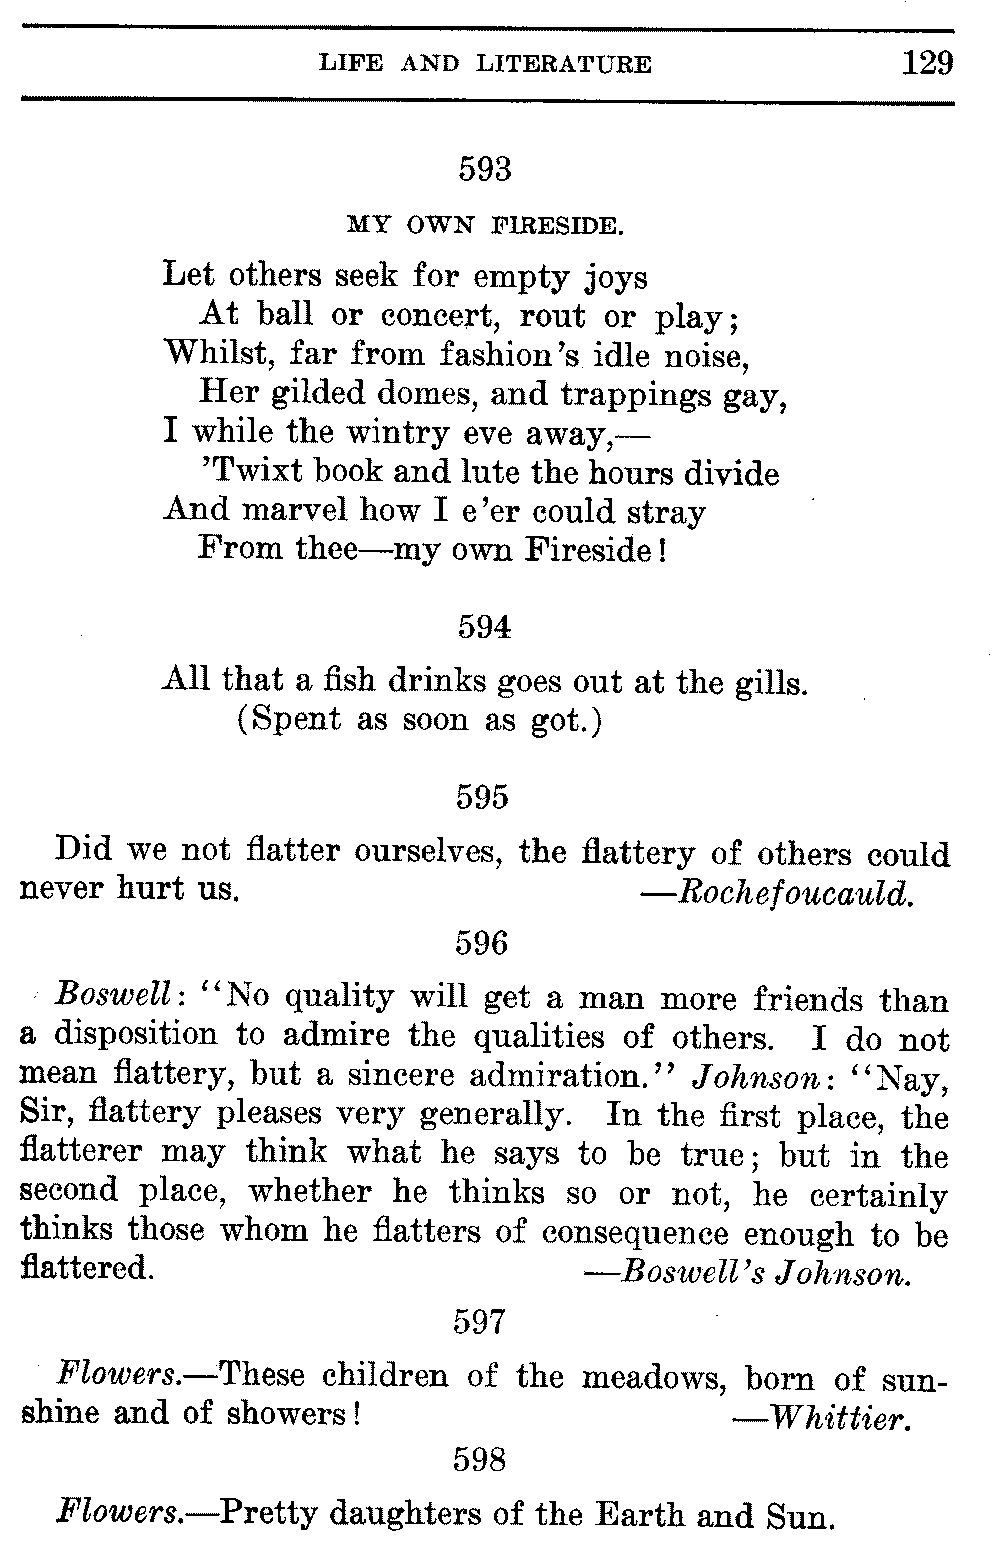 LIFE AND LITERATURE 129
593
MY OWN FIRESIDE.
Let others seek for empty joys
At ball or concert, rout or play;
Whilst, far from fashion's idle noise,
Her gilded domes, and trappings gay,
I while the wintry eve away,—
'Twixt book and lute the hours divide
And marvel how I e'er could stray
From thee—my own Fireside!
594
All that a fish drinks goes out at the gills.
(Spent as soon as got.)
595
Did we not flatter ourselves, the flattery of others could
never hurt us. —Rochefoucauld.
596
Boswell: "No quality will get a man more friends than
a disposition to admire the qualities of others. I do not
mean flattery, but a sincere admiration." Johnson: "Nay,
Sir, flattery pleases very generally. In the first place, the
flatterer may think what he says to be true; but in the
second place, whether he thinks so or not, he certainly
thinks those whom he flatters of consequence enough to be
flattered. —Boswell's Johnson.
597
Flowers.—These children of the meadows, born of sun-
shine and of showers! —Whittier.
598
Flowers.—Pretty daughters of the Earth and Sun.